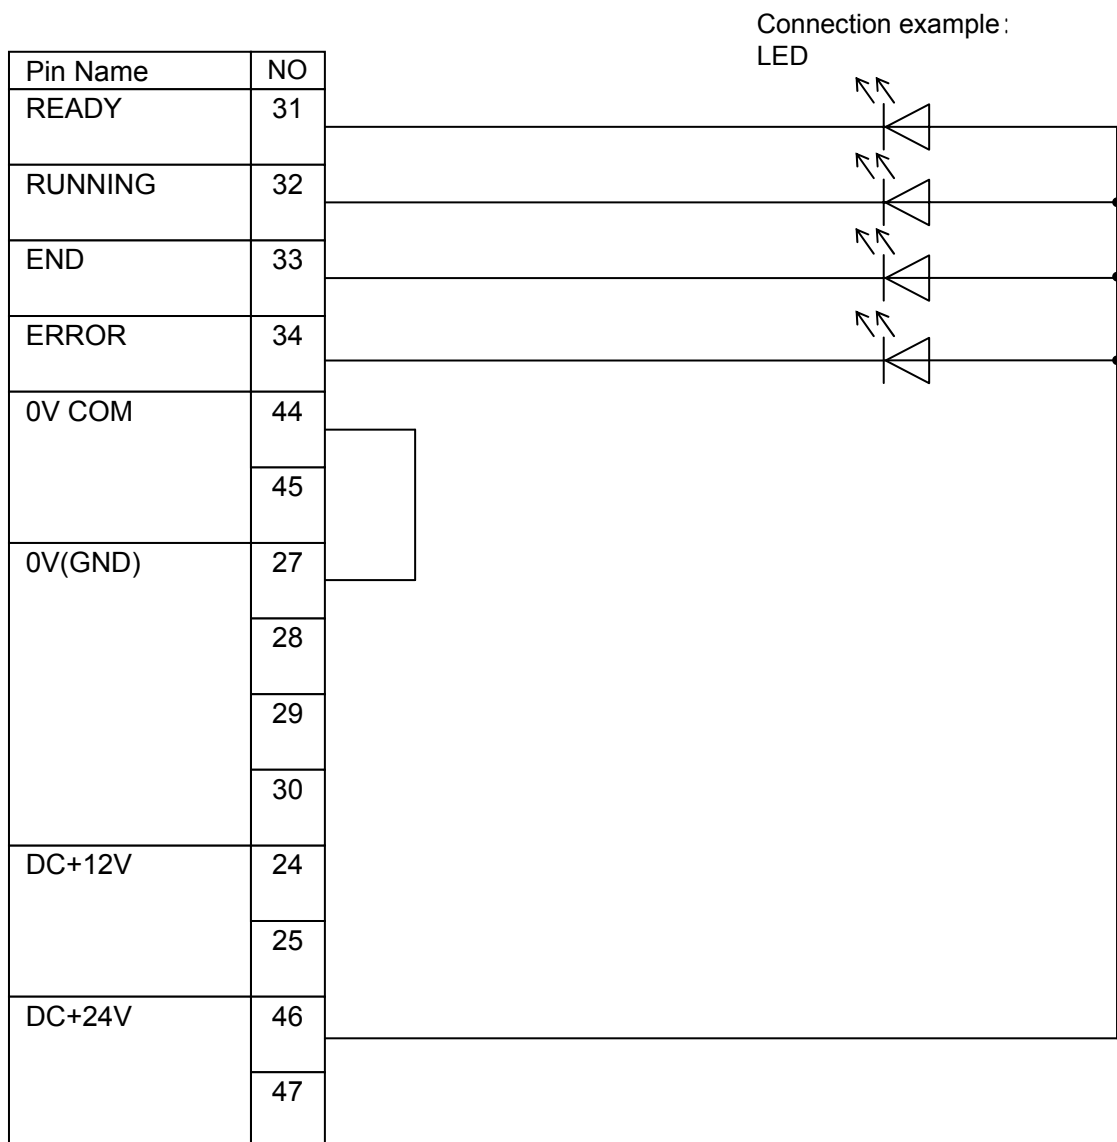 Connection example:
LED
Pin Name NO
READY 31
RUNNING 32
END 33
ERROR 34
0V COM 44
45
0V(GND) 27
28
29
30
DC+12V 24
25
DC+24V 46
47